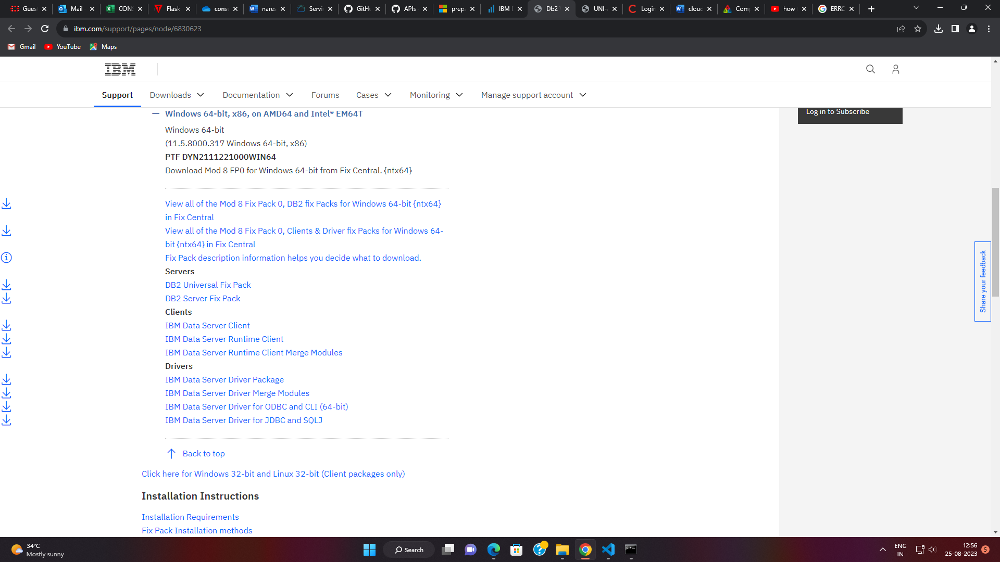 Guest
Mail -
CONS
Flask
consu
nares
Servic
GitHu
APIs -
prepa
IBM D
Db2 V
UNI-A
Login
cloud
Comp
how t
ERRO
ibm.com/support/pages/node/6830623
Gmail
YouTube
Maps
IBM
Support
Downloads
Documentation
Forums
Cases
Monitoring
Manage support account
Windows 64-bit, x86, on AMD64 and Intel® EM64T
Log in to Subscribe
Windows 64-bit
(11.5.8000.317 Windows 64-bit, x86)
PTF DYN2111221000WIN64
Download Mod 8 FP0 for Windows 64-bit from Fix Central. {ntx64}
View all of the Mod 8 Fix Pack 0, DB2 fix Packs for Windows 64-bit {ntx64}
in Fix Central
View all of the Mod 8 Fix Pack 0, Clients & Driver fix Packs for Windows 64-
bit {ntx64} in Fix Central
Fix Pack description information helps you decide what to download.
Servers
DB2 Universal Fix Pack
DB2 Server Fix Pack
Clients
IBM Data Server Client
IBM Data Server Runtime Client
IBM Data Server Runtime Client Merge Modules
Drivers
IBM Data Server Driver Package
IBM Data Server Driver Merge Modules
IBM Data Server Driver for ODBC and CLI (64-bit)
IBM Data Server Driver for JDBC and SQLJ
Share your feedback
Back to top
Click here for Windows 32-bit and Linux 32-bit (Client packages only)
Installation Instructions
Installation Requirements
Fix Pack Installation methods
34°C
Mostly sunny
Search
ENG
IN
12:56
25-08-2023
5